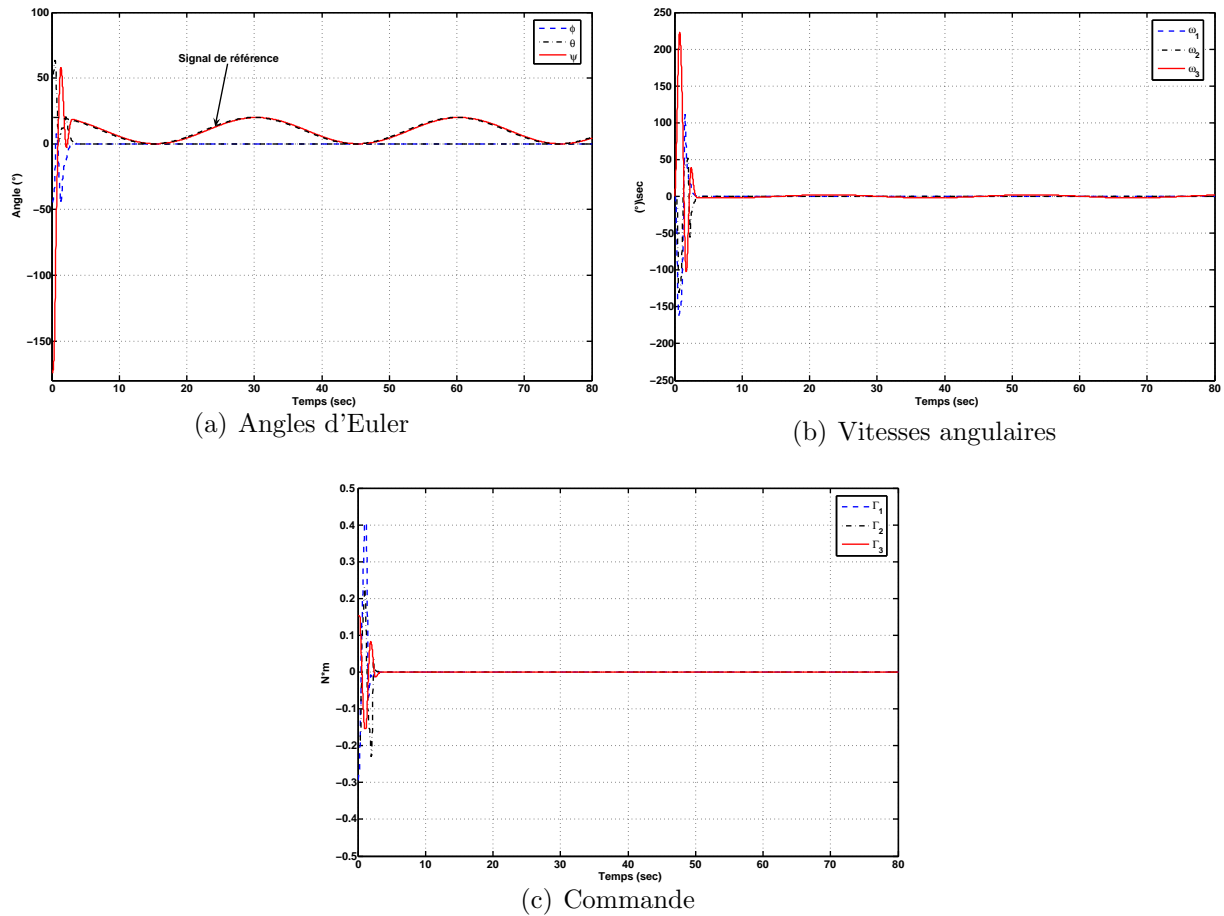 100
50
0
−50
−100
−150
Angle (°)
Signal de référence
ϕ
θ
ψ
0 10 20 30 40 50 60 70 80
Temps (sec)
(a) Angles d'Euler
250
200
150
100
50
0
−50
−100
−150
−200
−250
(°)\sec
ω1
ω2
ω3
0 10 20 30 40 50 60 70 80
Temps (sec)
(b) Vitesses angulaires
0.5
0.4
0.3
0.2
0.1
0
−0.1
−0.2
−0.3
−0.4
−0.5
N*m
Γ1
Γ2
Γ3
0 10 20 30 40 50 60 70 80
Temps (sec)
(c) Commande